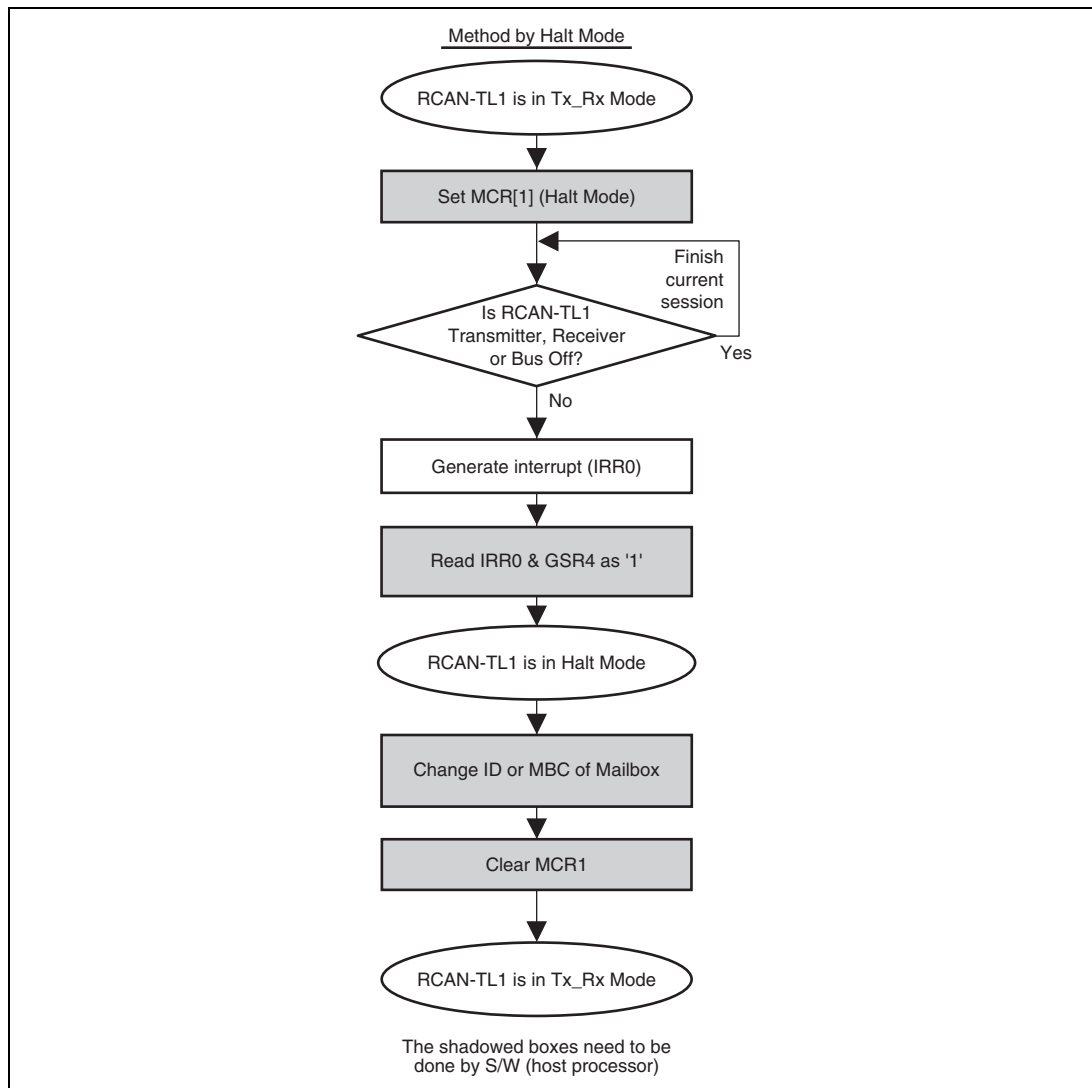 Method by Halt Mode
RCAN-TL1 is in Tx_Rx Mode
Set MCR[1] (Halt Mode)
Finish
current
session
Is RCAN-TL1
Transmitter, Receiver
or Bus Off?
Yes
No
Generate interrupt (IRR0)
Read IRR0 & GSR4 as '1'
RCAN-TL1 is in Halt Mode
Change ID or MBC of Mailbox
Clear MCR1
RCAN-TL1 is in Tx_Rx Mode
The shadowed boxes need to be
done by S/W (host processor)